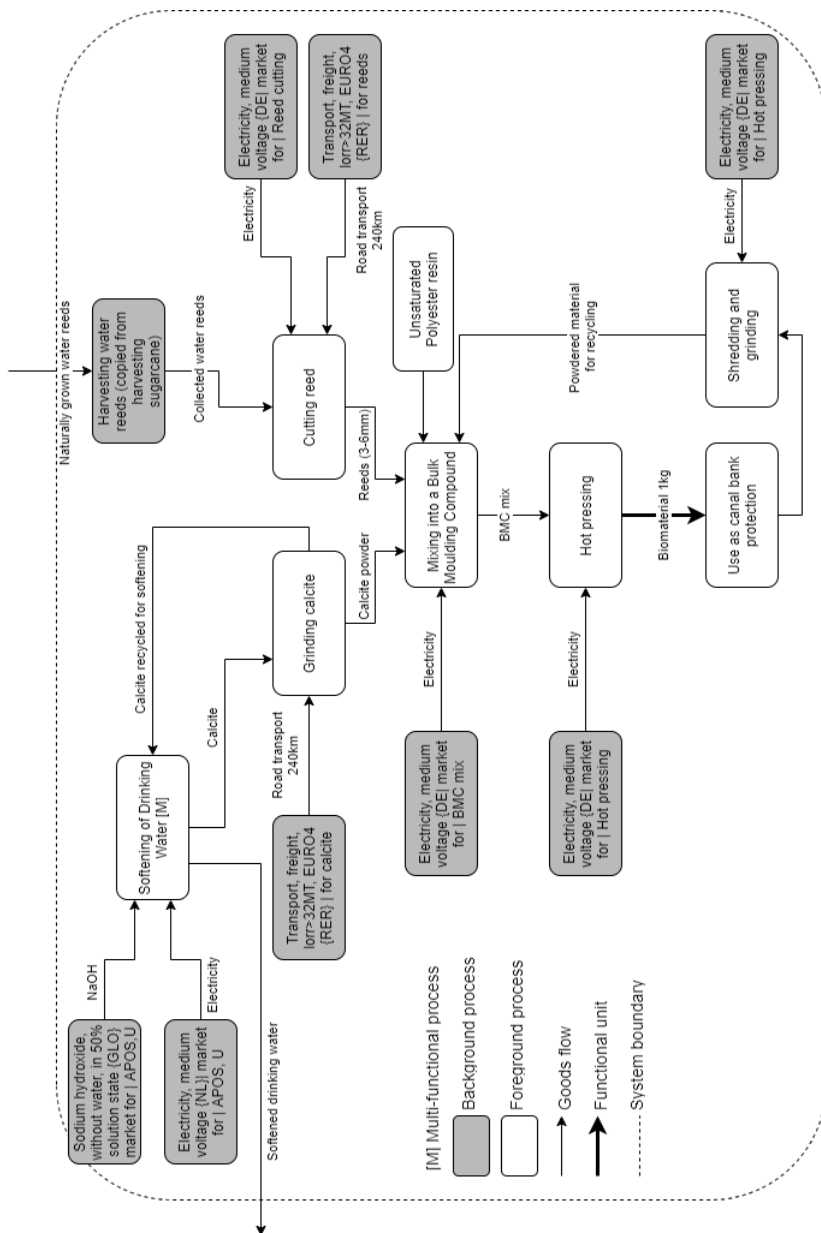 Sodium hydroxide,
without water, in 50%
solution state {GLO}
market for | APOS,U
NaOH
Electricity, medium
voltage {NL}| market
for | APOS, U
Electricity
Softening of Drinking
Water [M]
Softened drinking water
Calcite
Calcite recycled for softening
Naturally grown water reeds
Harvesting water
reeds (copied from
harvesting
sugarcane)
Collected water reeds
Transport, freight,
lorr>32MT, EURO4
{RER} | for calcite
Road transport
240km
Grinding calcite
Calcite powder
Cutting reed
Reeds (3-6mm)
Electricity
Electricity, medium
voltage {DE| market
for | Reed cutting
Road transport
240km
Transport, freight,
lorr>32MT, EURO4
{RER} | for reeds
Unsaturated
Polyester resin
Electricity, medium
voltage {DE| market
for | BMC mix
Electricity
Mixing into a Bulk
Moulding Compound
BMC mix
Powdered material
for recycling
Electricity, medium
voltage {DE| market
for | Hot pressing
Electricity
Hot pressing
Biomaterial 1kg
Use as canal bank
protection
Shredding and
grinding
Electricity
Electricity, medium
voltage {DE| market
for | Hot pressing
[M] Multi-functional process
Background process
Foreground process
Goods flow
Functional unit
System boundary